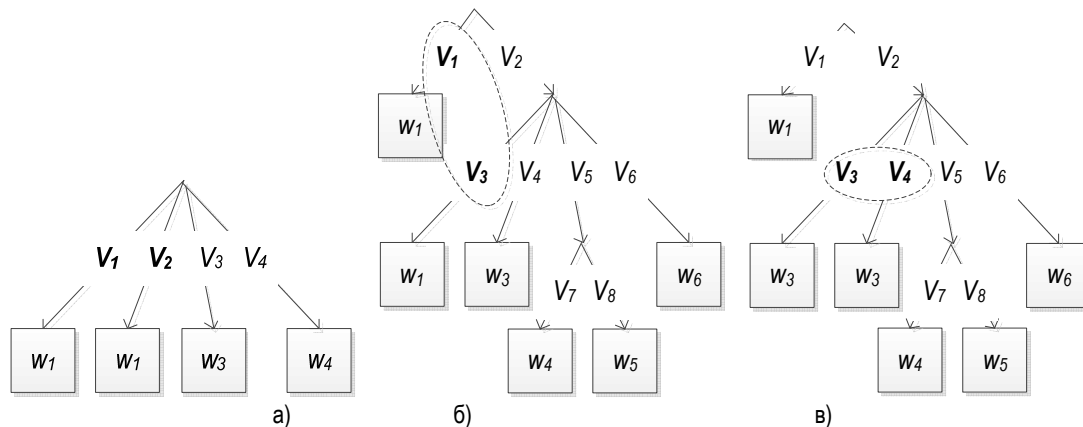 V1 V2 V1 V2
w1 w1
V3 V4 V5 V6 V3 V4 V5 V6
V1 V2 V3 V4
w1 w3 w6 w3 w3 w6
V7 V8 V7 V8
w1 w1 w3 w4 w4 w5 w4 w5
а) б) в)